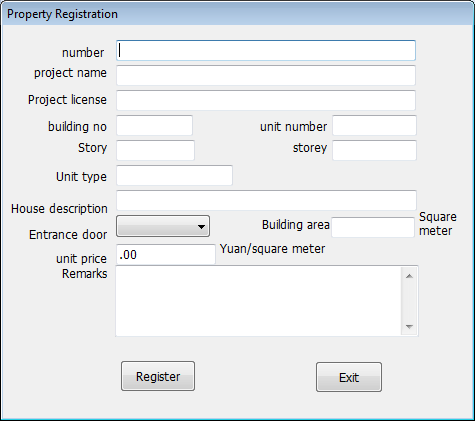 Property Registration
number
project name
Project license
building no
unit number
Story
storey
Unit type
House description
Entrance door
Building area
Square
meter
unit price
.00
Yuan/square meter
Remarks
Register
Exit